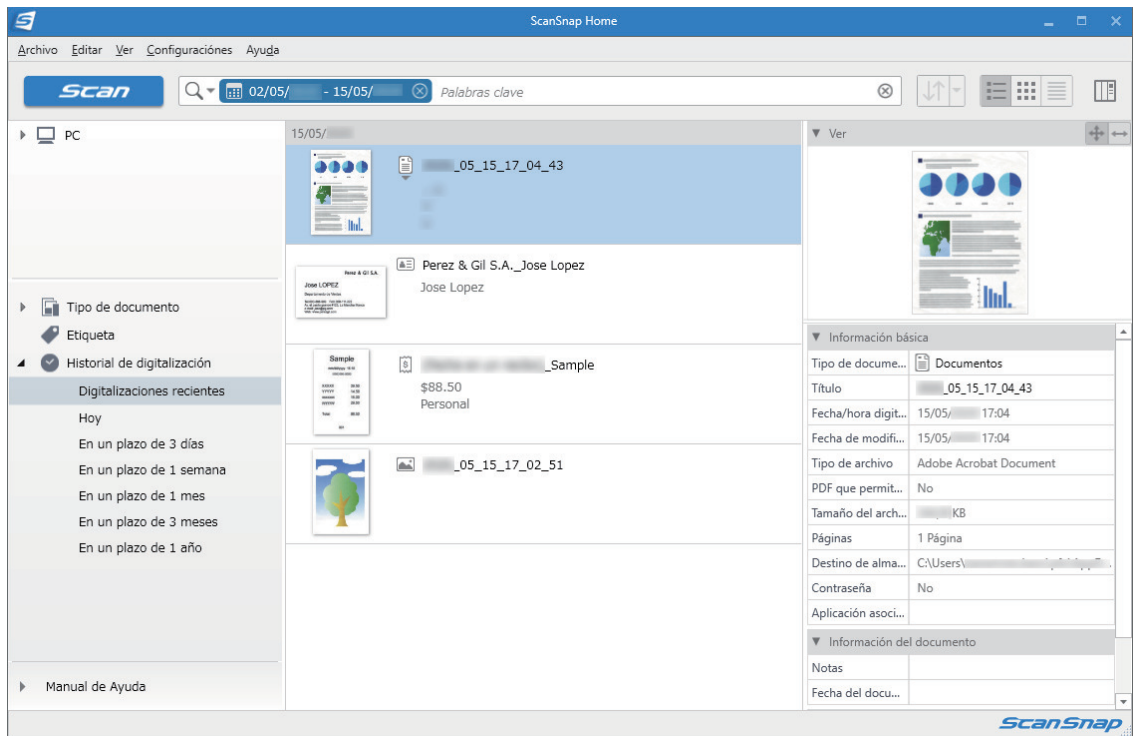 ScanSnap Home
Archivo Editar Ver Configuraciónes Ayuda
Scan
02/05/ - 15/05/ Palabras clave
PC
Tipo de documento
Etiqueta
Historial de digitalización
Digitalizaciones recientes
Hoy
En un plazo de 3 días
En un plazo de 1 semana
En un plazo de 1 mes
En un plazo de 3 meses
En un plazo de 1 año
Manual de Ayuda
15/05/
_05_15_17_04_43
Perez & Gil S.A.
Jose LOPEZ
Perez & Gil S.A._Jose Lopez
Jose Lopez
Sample
_Sample
$88.50
Personal
_05_15_17_02_51
Ver
Información básica
Tipo de docume... Documentos
Título _05_15_17_04_43
Fecha/hora digit... 15/05/ 17:04
Fecha de modifi... 15/05/ 17:04
Tipo de archivo Adobe Acrobat Document
PDF que permit... No
Tamaño del arch... KB
Páginas 1 Página
Destino de alma... C:\Users\
Contraseña No
Aplicación asoci...
Información del documento
Notas
Fecha del docu...
ScanSnap